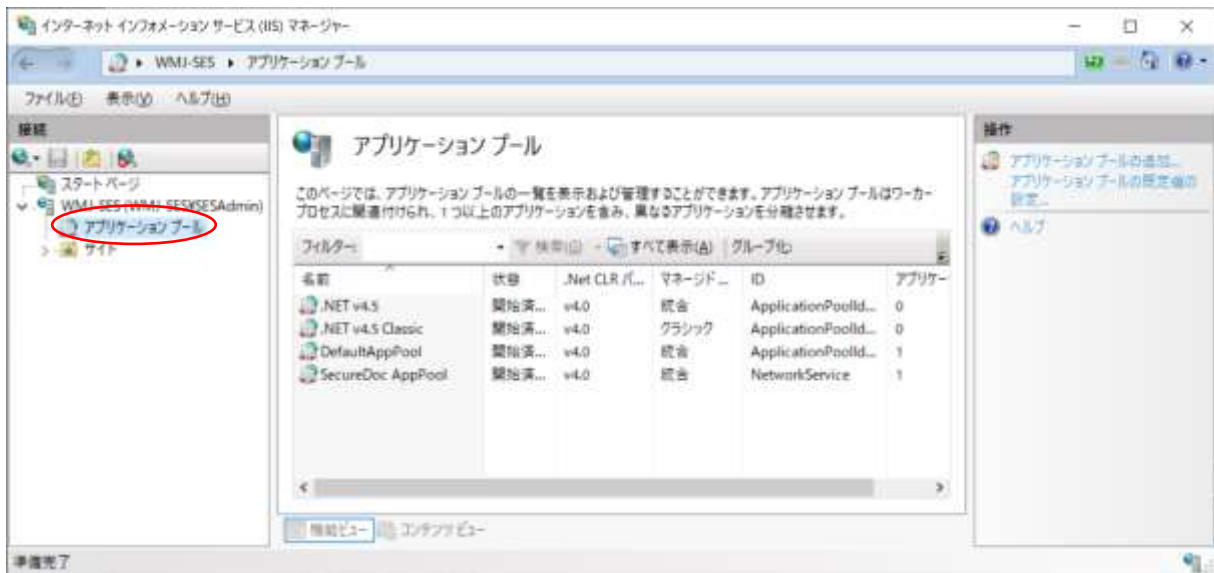 インターネット インフォメーション サービス (IIS) マネージャー
WMJ-SES ▸ アプリケーション プール
ファイル(F) 表示(V) ヘルプ(H)
接続
スタート ページ
WMJ-SES (WMJ-SES¥SESAdmin)
アプリケーション プール
サイト
アプリケーション プール
このページでは、アプリケーション プールの一覧を表示および管理することができます。アプリケーション プールはワーカー
プロセスに関連付けられ、1 つ以上のアプリケーションを含み、異なるアプリケーションを分離させます。
フィルター: 検索(G) すべて表示(A) グループ化:
名前 状態 .Net CLR バ... マネージド ... ID アプリケー
.NET v4.5 開始済... v4.0 統合 ApplicationPoolId... 0
.NET v4.5 Classic 開始済... v4.0 クラシック ApplicationPoolId... 0
DefaultAppPool 開始済... v4.0 統合 ApplicationPoolId... 1
SecureDoc AppPool 開始済... v4.0 統合 NetworkService 1
機能ビュー コンテンツ ビュー
操作
アプリケーション プールの追加...
アプリケーション プールの既定値の
設定...
ヘルプ
準備完了